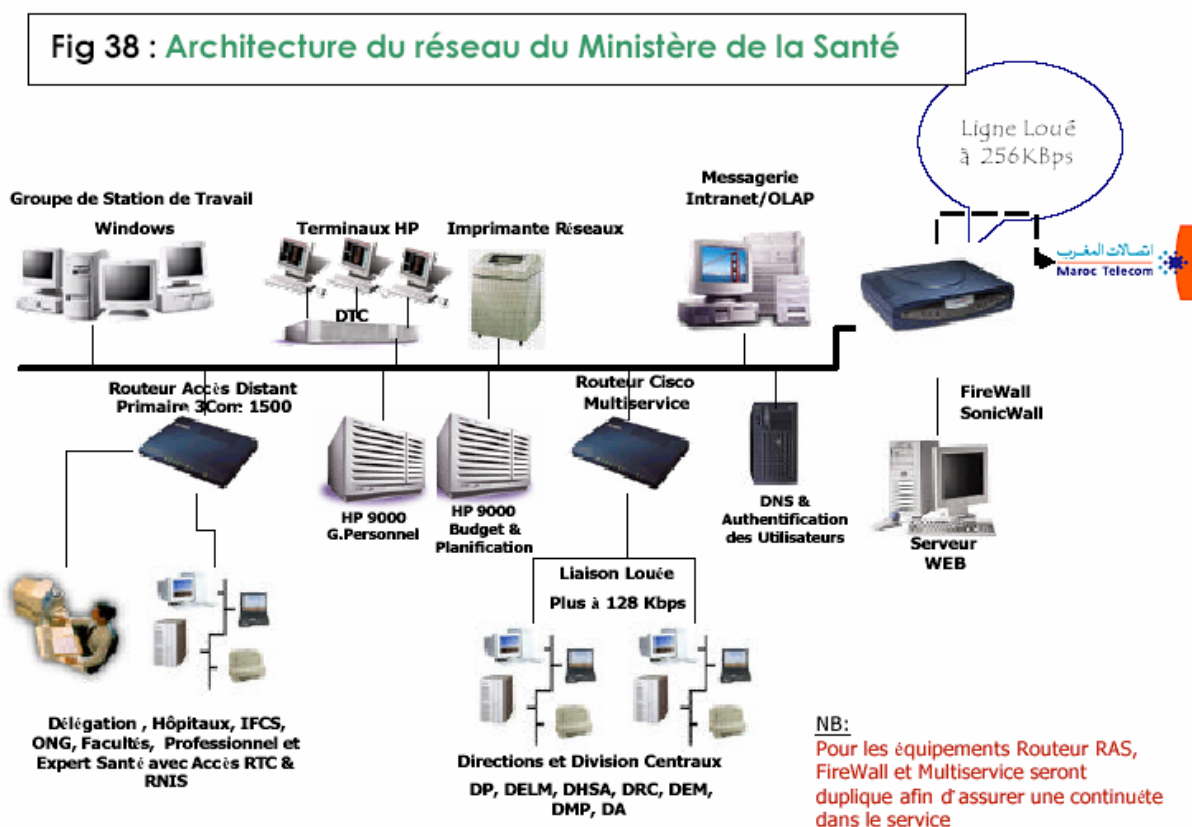 Fig 38 : Architecture du réseau du Ministère de la Santé
Ligne Loué
à 256KBps
Groupe de Station de Travail
Windows
Terminaux HP
Imprimante Réseaux
Messagerie
Intranet/OLAP
DTC
اتصالات المغرب
Maroc Telecom
Routeur Accès Distant
Primaire 3Com 1500
Routeur Cisco
Multiservice
FireWall
SonicWall
HP 9000
G.Personnel
HP 9000
Budget &
Planification
DNS &
Authentification
des Utilisateurs
Serveur
WEB
Liaison Louée
Plus à 128 Kbps
Délégation , Hôpitaux, IFCS,
ONG, Facultés, Professionnel et
Expert Santé avec Accès RTC &
RNIS
Directions et Division Centraux
DP, DELM, DHSA, DRC, DEM,
DMP, DA
NB:
Pour les équipements Routeur RAS,
FireWall et Multiservice seront
duplique afin d'assurer une continuéte
dans le service